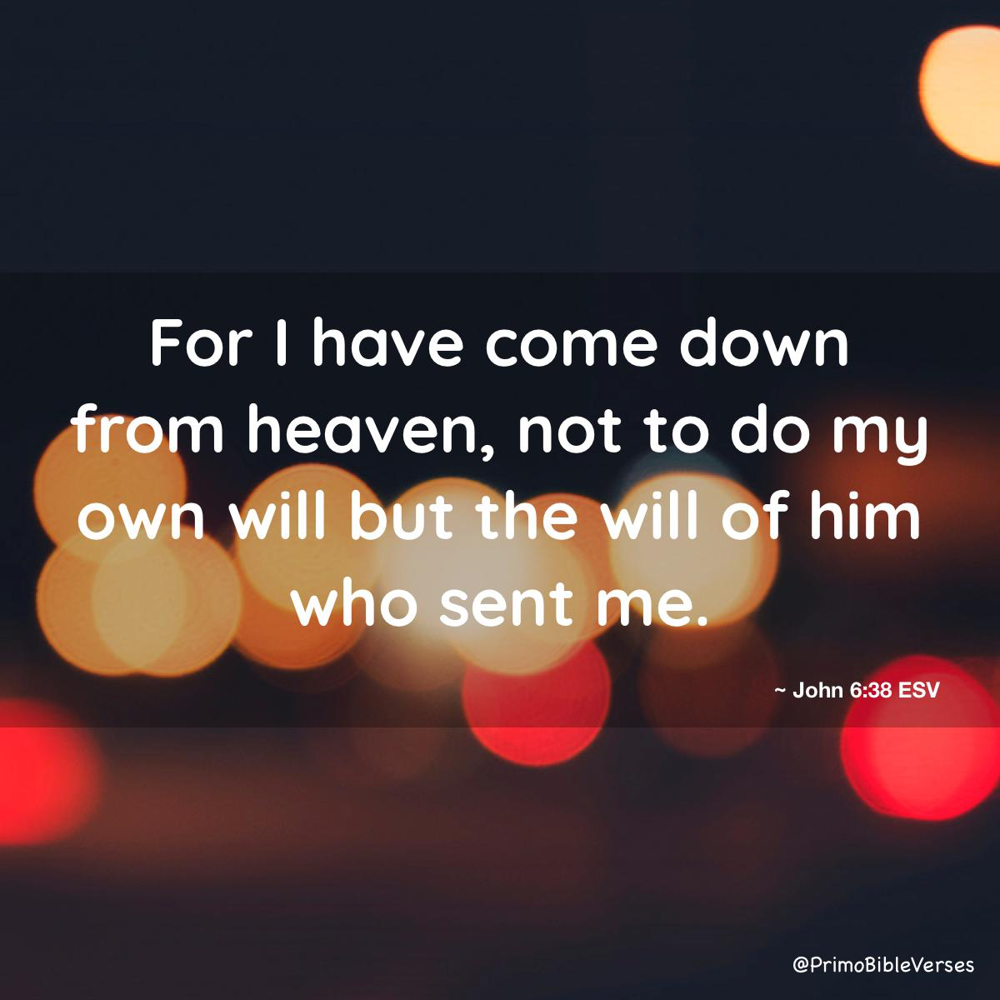 For I have come down
from heaven, not to do my
own will but the will of him
who sent me.
~ John 6:38 ESV
@PrimoBibleVerses